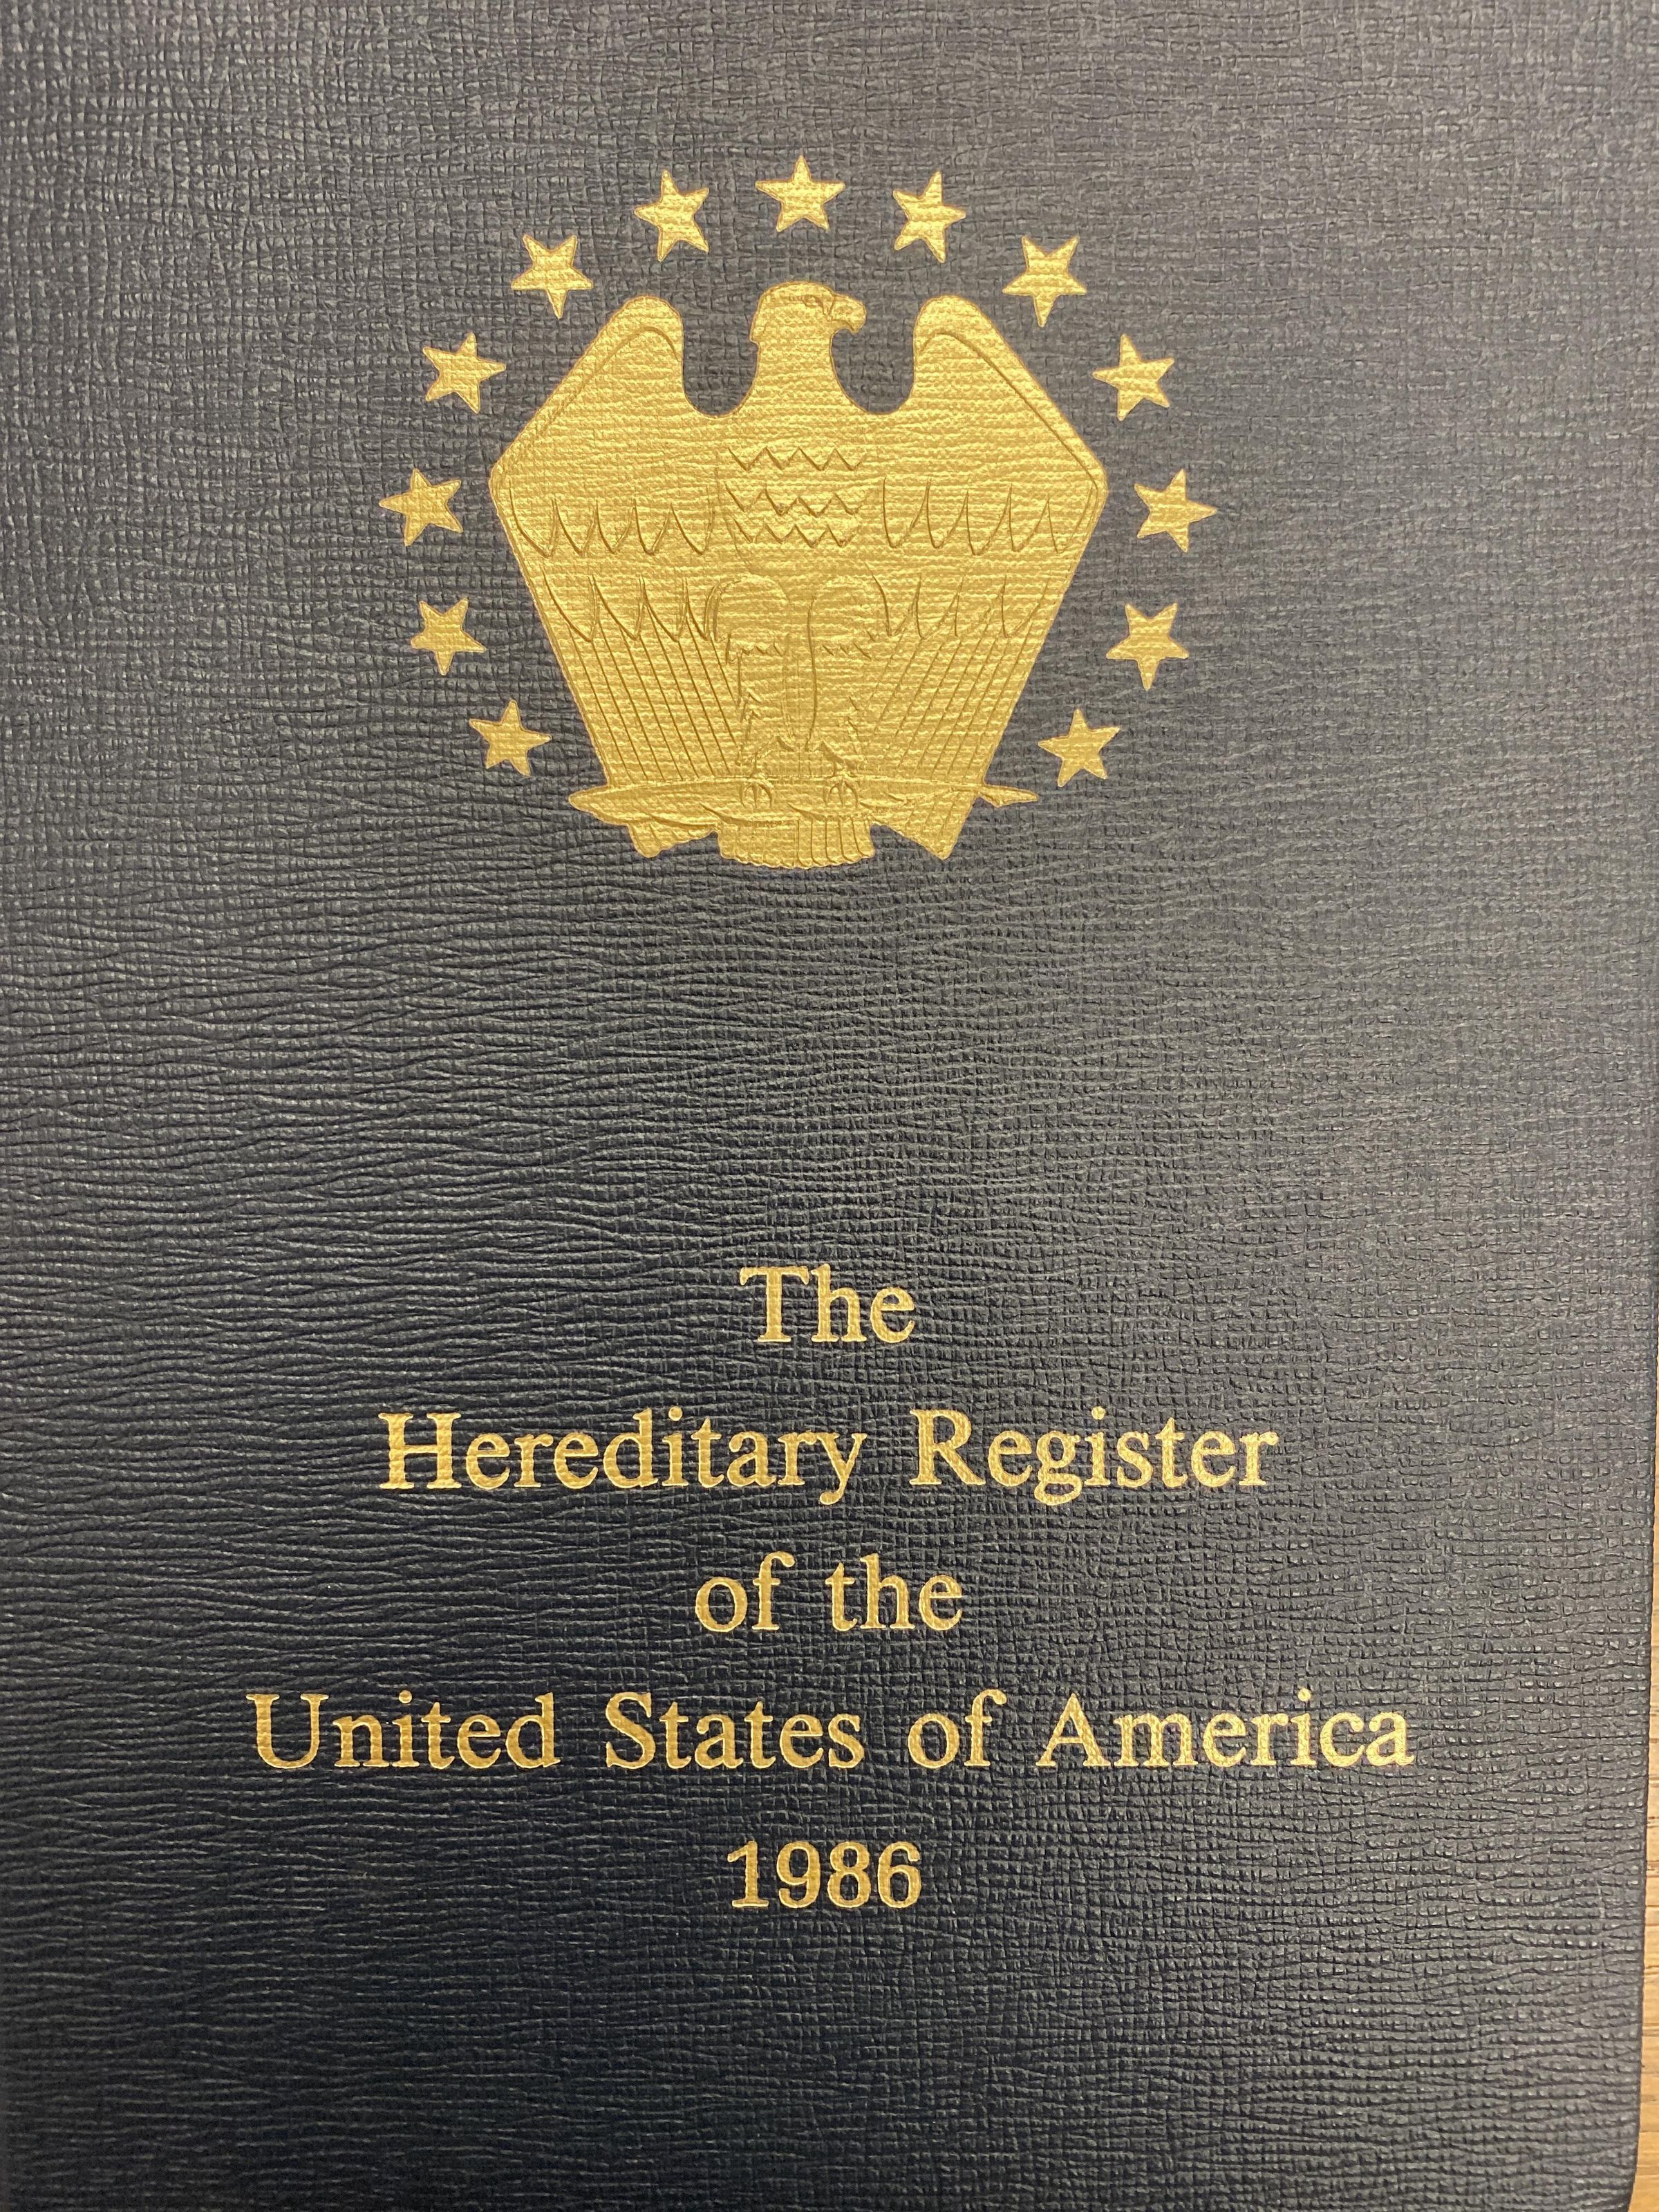 The
Hereditary Register
of the
United States of America
1986